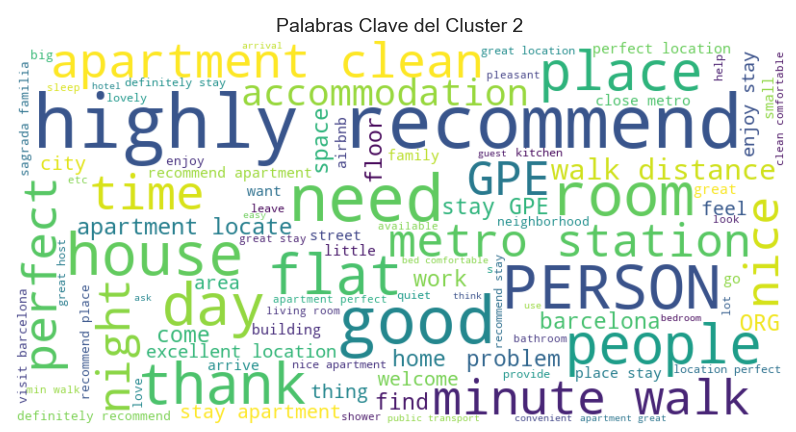 Palabras Clave del Cluster 2
arrival
great location
perfect location
big
apartment clean
place
help
sleep
hotel
definitely stay
pleasant
lovely
accommodation
close metro
small
enjoy stay
clean comfortable
sagrada familia
highly recommend
space
airbnb
floor
city
enjoy
family
guest
kitchen
recommend apartment
GPE
walk distance
etc
time
want
need
room
great
perfect
leave
stay GPE
feel
apartment locate
easy
available
neighborhood
look
nice
great stay
street
house
little
metro station
great host
bed comfortable
s
recommend stay
go
area
flat
work
PERSON
lot
day
ask
living room
apartment perfect
quiet
think
use
bedroom
night
come
building
good
barcelona
ORG
visit barcelona
recommend place
excellent location
home
problem
bathroom
people
arrive
nice apartment
thank
welcome
provide
place stay
location perfect
min walk
love
thing
find
minute walk
definitely recommend
stay apartment
shower
public transport
convenient
apartment great